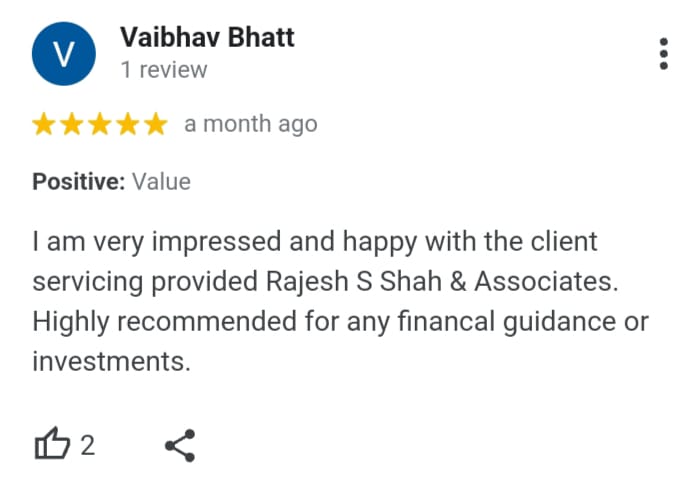 V
Vaibhav Bhatt
1 review
a month ago
Positive: Value
I am very impressed and happy with the client
servicing provided Rajesh S Shah & Associates.
Highly recommended for any financal guidance or
investments.
2